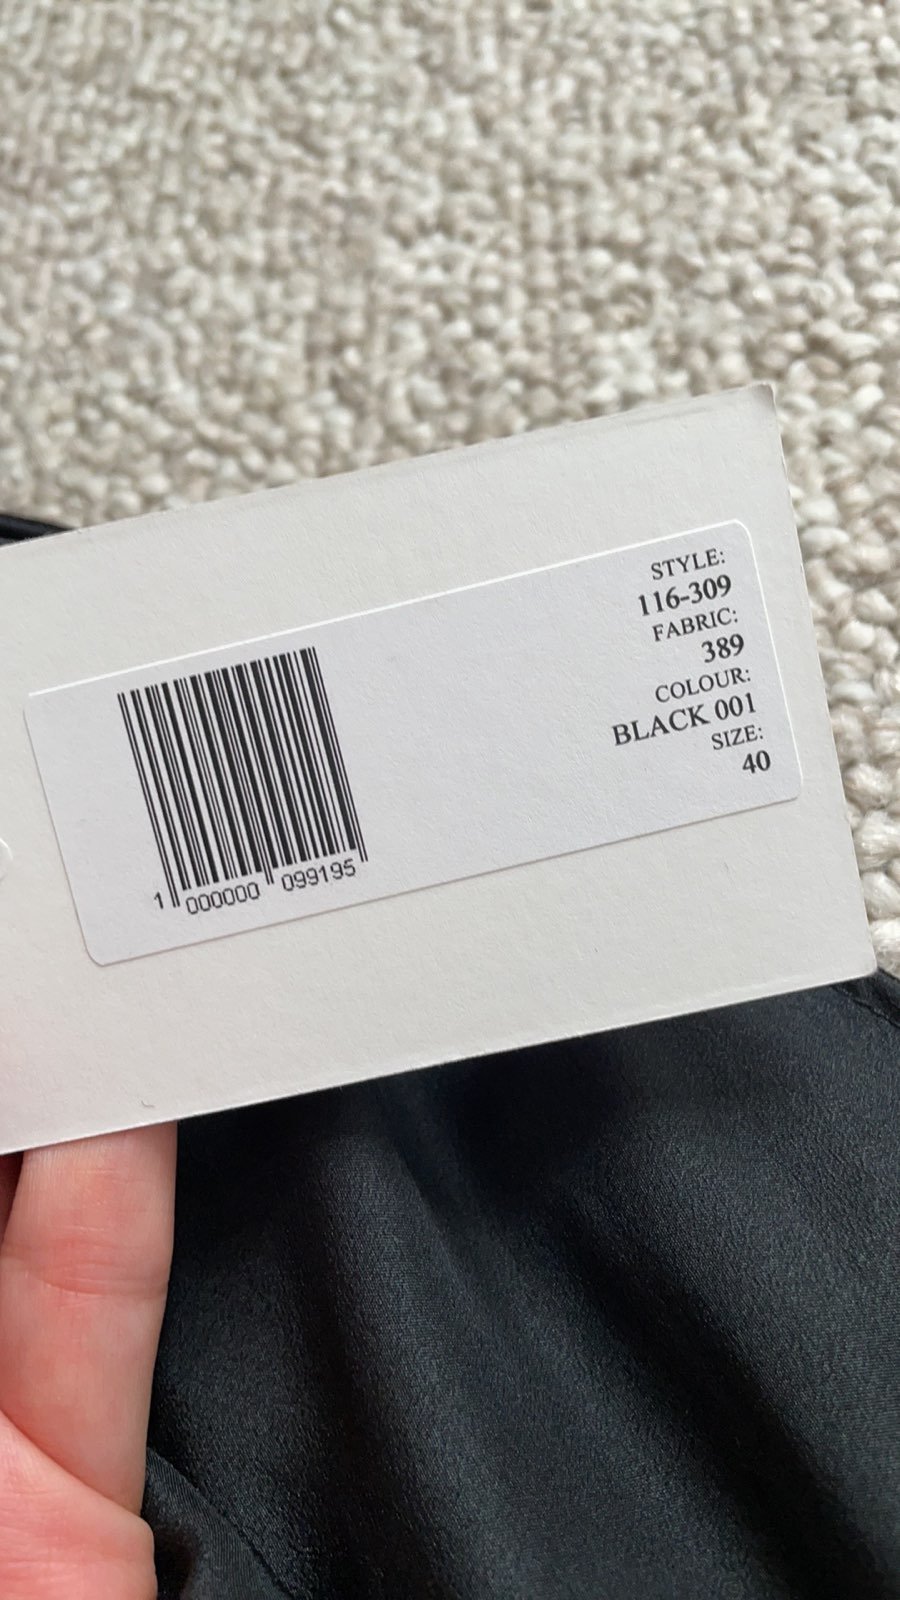 STYLE:
116-309
FABRIC:
389
COLOUR:
BLACK 001
SIZE:
40
1 000000 099195